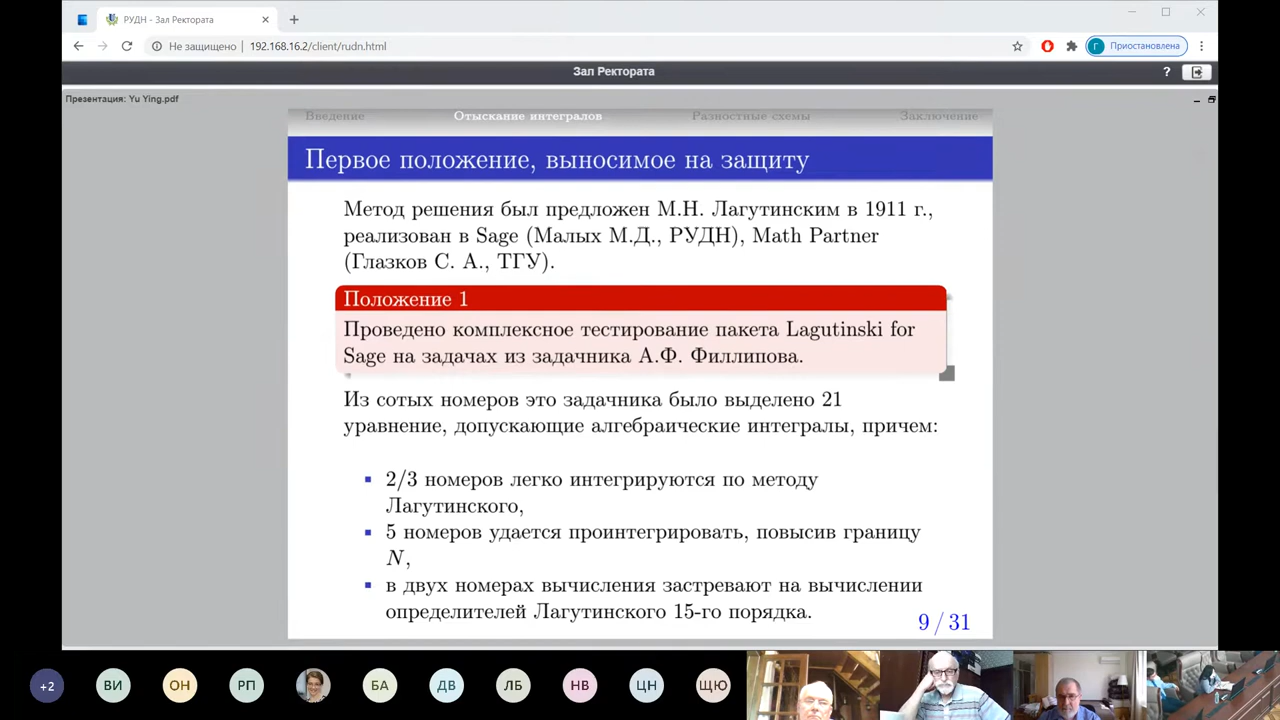 РУДН - Зал Ректората
Не защищено | 192.168.16.2/client/rudn.html
Г Приостановлена
Зал Ректората
?
Презентация: Yu Ying.pdf
Введение Отыскание интегралов Разностные схемы Заключение
Первое положение, выносимое на защиту
Метод решения был предложен М.Н. Лагутинским в 1911 г.,
реализован в Sage (Малых М.Д., РУДН), Math Partner
(Глазков С. А., ТГУ).
Положение 1
Проведено комплексное тестирование пакета Lagutinski for
Sage на задачах из задачника А.Ф. Филлипова.
Из сотых номеров это задачника было выделено 21
уравнение, допускающие алгебраические интегралы, причем:
2/3 номеров легко интегрируются по методу
Лагутинского,
5 номеров удается проинтегрировать, повысив границу
N,
в двух номерах вычисления застревают на вычислении
определителей Лагутинского 15-го порядка.
9 / 31
+2 ВИ ОН РП БА ДВ ЛБ НВ ЦН ЩЮ